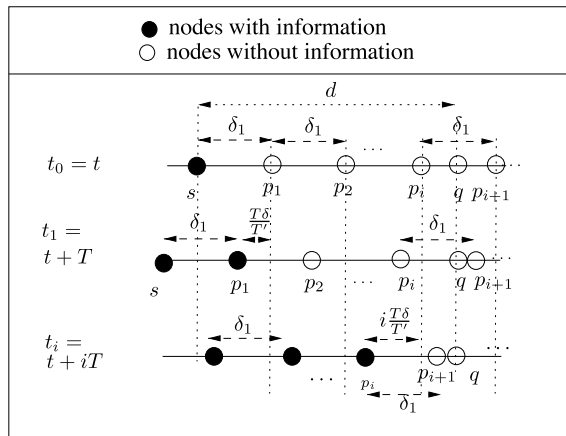 nodes with information
nodes without information
d
δ₁ δ₁ ... δ₁
t₀ = t
s p₁ p₂ pᵢ q pᵢ₊₁ ...
t₁ = t + T
δ₁ Tδ/T′ δ₁
s p₁ p₂ pᵢ q pᵢ₊₁ ...
tᵢ = t + iT
δ₁ i Tδ/T′ ...
... pᵢ pᵢ₊₁ q
δ₁